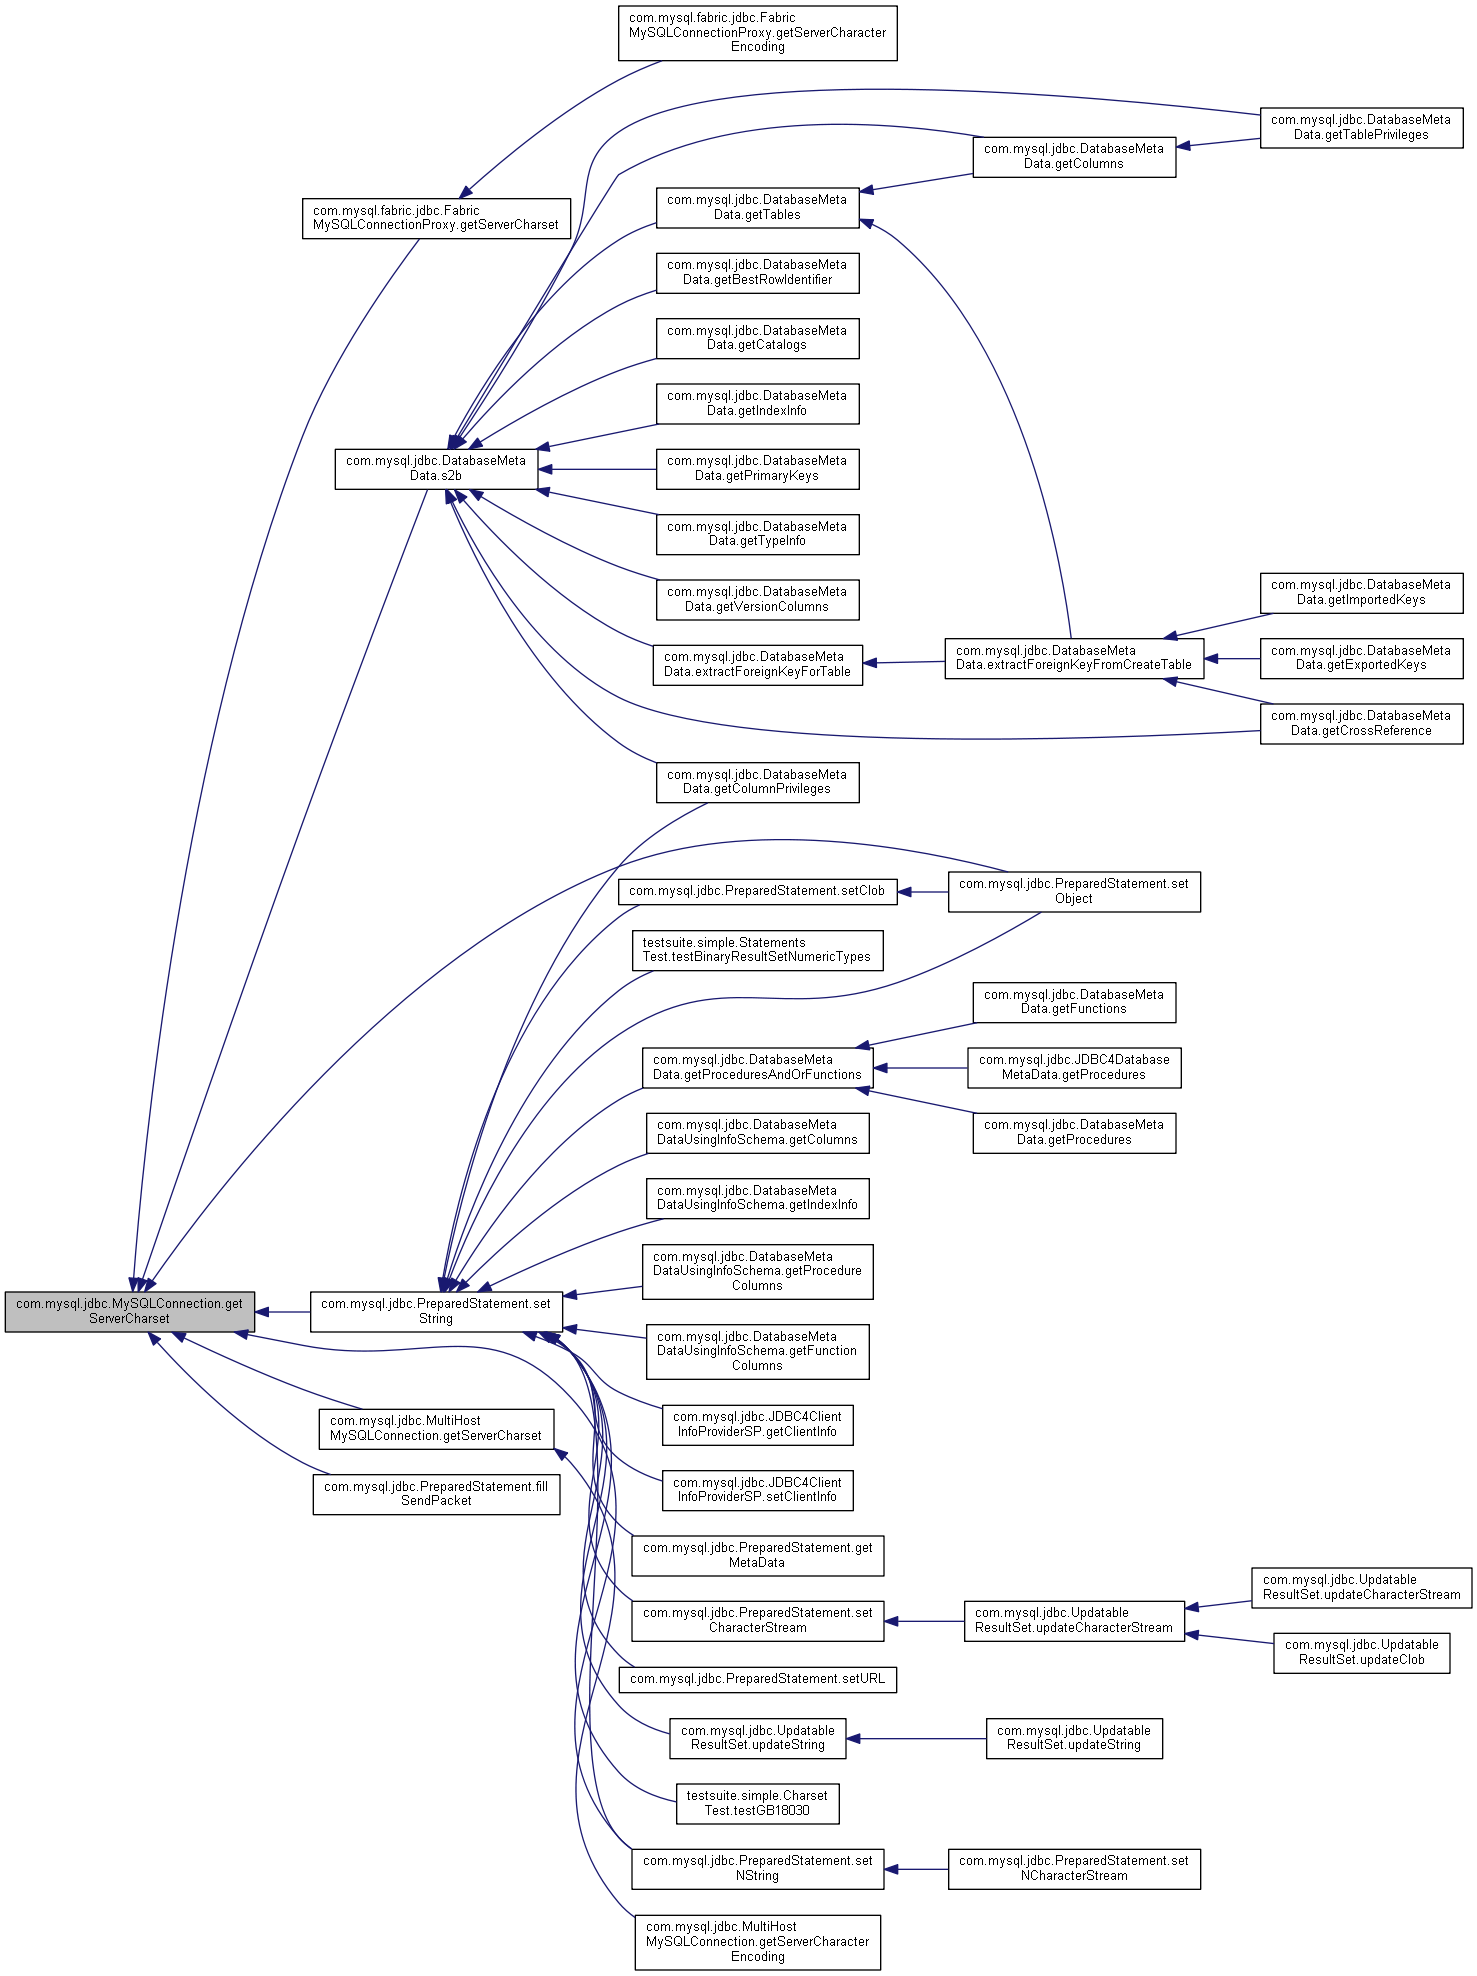 com.mysql.fabric.jdbc.Fabric
MySQLConnectionProxy.getServerCharacter
Encoding
com.mysql.jdbc.DatabaseMeta
Data.getTablePrivileges
com.mysql.jdbc.DatabaseMeta
Data.getColumns
com.mysql.jdbc.DatabaseMeta
Data.getTables
com.mysql.fabric.jdbc.Fabric
MySQLConnectionProxy.getServerCharset
com.mysql.jdbc.DatabaseMeta
Data.getBestRowIdentifier
com.mysql.jdbc.DatabaseMeta
Data.getCatalogs
com.mysql.jdbc.DatabaseMeta
Data.getIndexInfo
com.mysql.jdbc.DatabaseMeta
Data.s2b
com.mysql.jdbc.DatabaseMeta
Data.getPrimaryKeys
com.mysql.jdbc.DatabaseMeta
Data.getTypeInfo
com.mysql.jdbc.DatabaseMeta
Data.getVersionColumns
com.mysql.jdbc.DatabaseMeta
Data.getImportedKeys
com.mysql.jdbc.DatabaseMeta
Data.extractForeignKeyForTable
com.mysql.jdbc.DatabaseMeta
Data.extractForeignKeyFromCreateTable
com.mysql.jdbc.DatabaseMeta
Data.getExportedKeys
com.mysql.jdbc.DatabaseMeta
Data.getCrossReference
com.mysql.jdbc.DatabaseMeta
Data.getColumnPrivileges
com.mysql.jdbc.PreparedStatement.setClob
com.mysql.jdbc.PreparedStatement.set
Object
testsuite.simple.Statements
Test.testBinaryResultSetNumericTypes
com.mysql.jdbc.DatabaseMeta
Data.getFunctions
com.mysql.jdbc.DatabaseMeta
Data.getProceduresAndOrFunctions
com.mysql.jdbc.JDBC4Database
MetaData.getProcedures
com.mysql.jdbc.DatabaseMeta
DataUsingInfoSchema.getColumns
com.mysql.jdbc.DatabaseMeta
Data.getProcedures
com.mysql.jdbc.DatabaseMeta
DataUsingInfoSchema.getIndexInfo
com.mysql.jdbc.DatabaseMeta
DataUsingInfoSchema.getProcedure
Columns
com.mysql.jdbc.MySQLConnection.get
ServerCharset
com.mysql.jdbc.PreparedStatement.set
String
com.mysql.jdbc.DatabaseMeta
DataUsingInfoSchema.getFunction
Columns
com.mysql.jdbc.MultiHost
MySQLConnection.getServerCharset
com.mysql.jdbc.JDBC4Client
InfoProviderSP.getClientInfo
com.mysql.jdbc.PreparedStatement.fill
SendPacket
com.mysql.jdbc.JDBC4Client
InfoProviderSP.setClientInfo
com.mysql.jdbc.PreparedStatement.get
MetaData
com.mysql.jdbc.PreparedStatement.set
CharacterStream
com.mysql.jdbc.Updatable
ResultSet.updateCharacterStream
com.mysql.jdbc.Updatable
ResultSet.updateCharacterStream
com.mysql.jdbc.Updatable
ResultSet.updateClob
com.mysql.jdbc.PreparedStatement.setURL
com.mysql.jdbc.Updatable
ResultSet.updateString
com.mysql.jdbc.Updatable
ResultSet.updateString
testsuite.simple.Charset
Test.testGB18030
com.mysql.jdbc.PreparedStatement.set
NString
com.mysql.jdbc.PreparedStatement.set
NCharacterStream
com.mysql.jdbc.MultiHost
MySQLConnection.getServerCharacter
Encoding